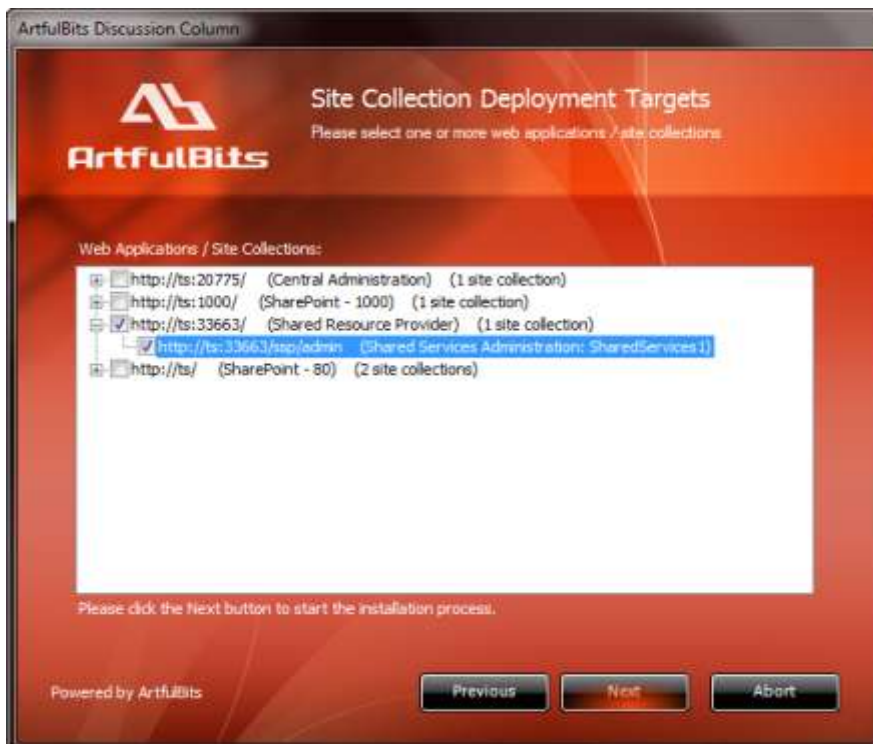 ArtfulBits Discussion Column
ArtfulBits
Site Collection Deployment Targets
Please select one or more web applications / site collections
Web Applications / Site Collections:
http://ts:20775/ (Central Administration) (1 site collection)
http://ts:1000/ (SharePoint - 1000) (1 site collection)
http://ts:33663/ (Shared Resource Provider) (1 site collection)
http://ts:33663/ssp/admin (Shared Services Administration: SharedServices1)
http://ts/ (SharePoint - 80) (2 site collections)
Please click the Next button to start the installation process.
Powered by ArtfulBits
Previous
Next
Abort